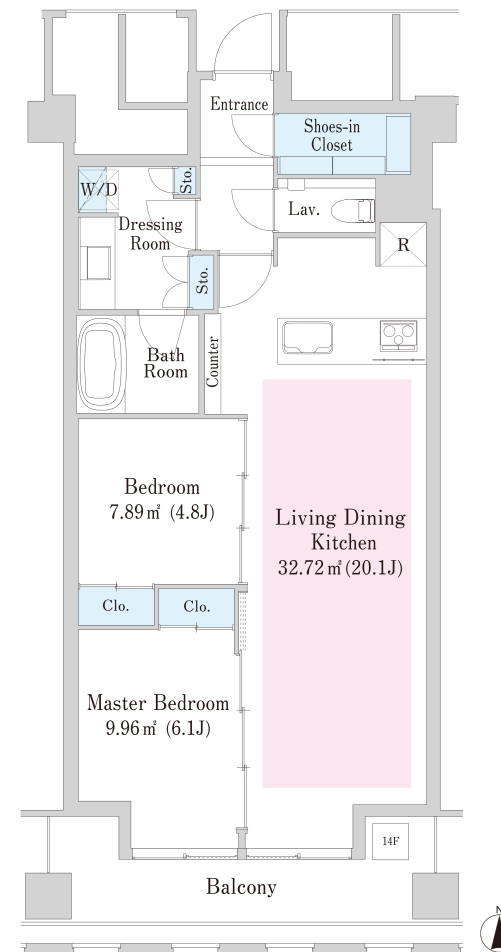 Entrance
Shoes-in
Closet
W/D
Sto.
Lav.
Dressing
Room
R
Sto.
Bath
Room
Counter
Bedroom
7.89㎡ (4.8J)
Living Dining
Kitchen
32.72㎡(20.1J)
Clo.
Clo.
Master Bedroom
9.96㎡ (6.1J)
14F
Balcony
N